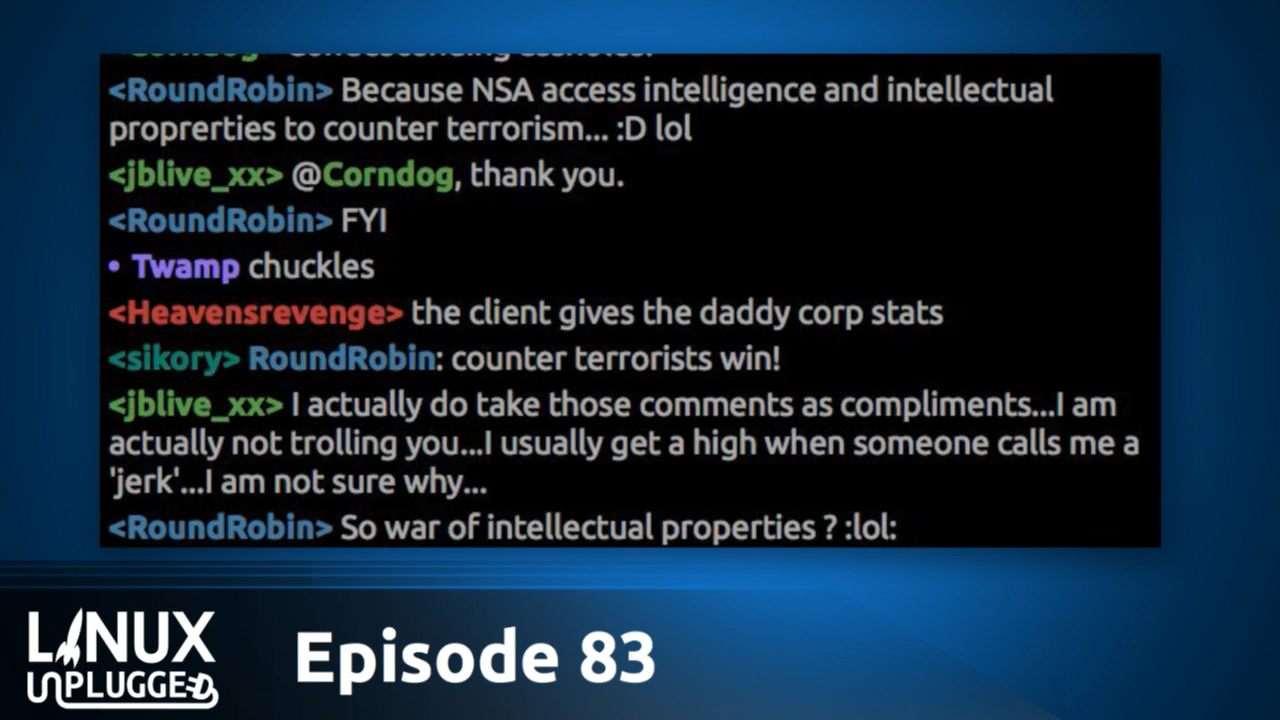 <RoundRobin> Because NSA access intelligence and intellectual
proprerties to counter terrorism... :D lol
<jblive_xx> @Corndog, thank you.
<RoundRobin> FYI
• Twamp chuckles
<Heavensrevenge> the client gives the daddy corp stats
<sikory> RoundRobin: counter terrorists win!
<jblive_xx> I actually do take those comments as compliments...I am
actually not trolling you...I usually get a high when someone calls me a
'jerk'...I am not sure why...
<RoundRobin> So war of intellectual properties ? :lol:
LINUX
UNPLUGGED
Episode 83